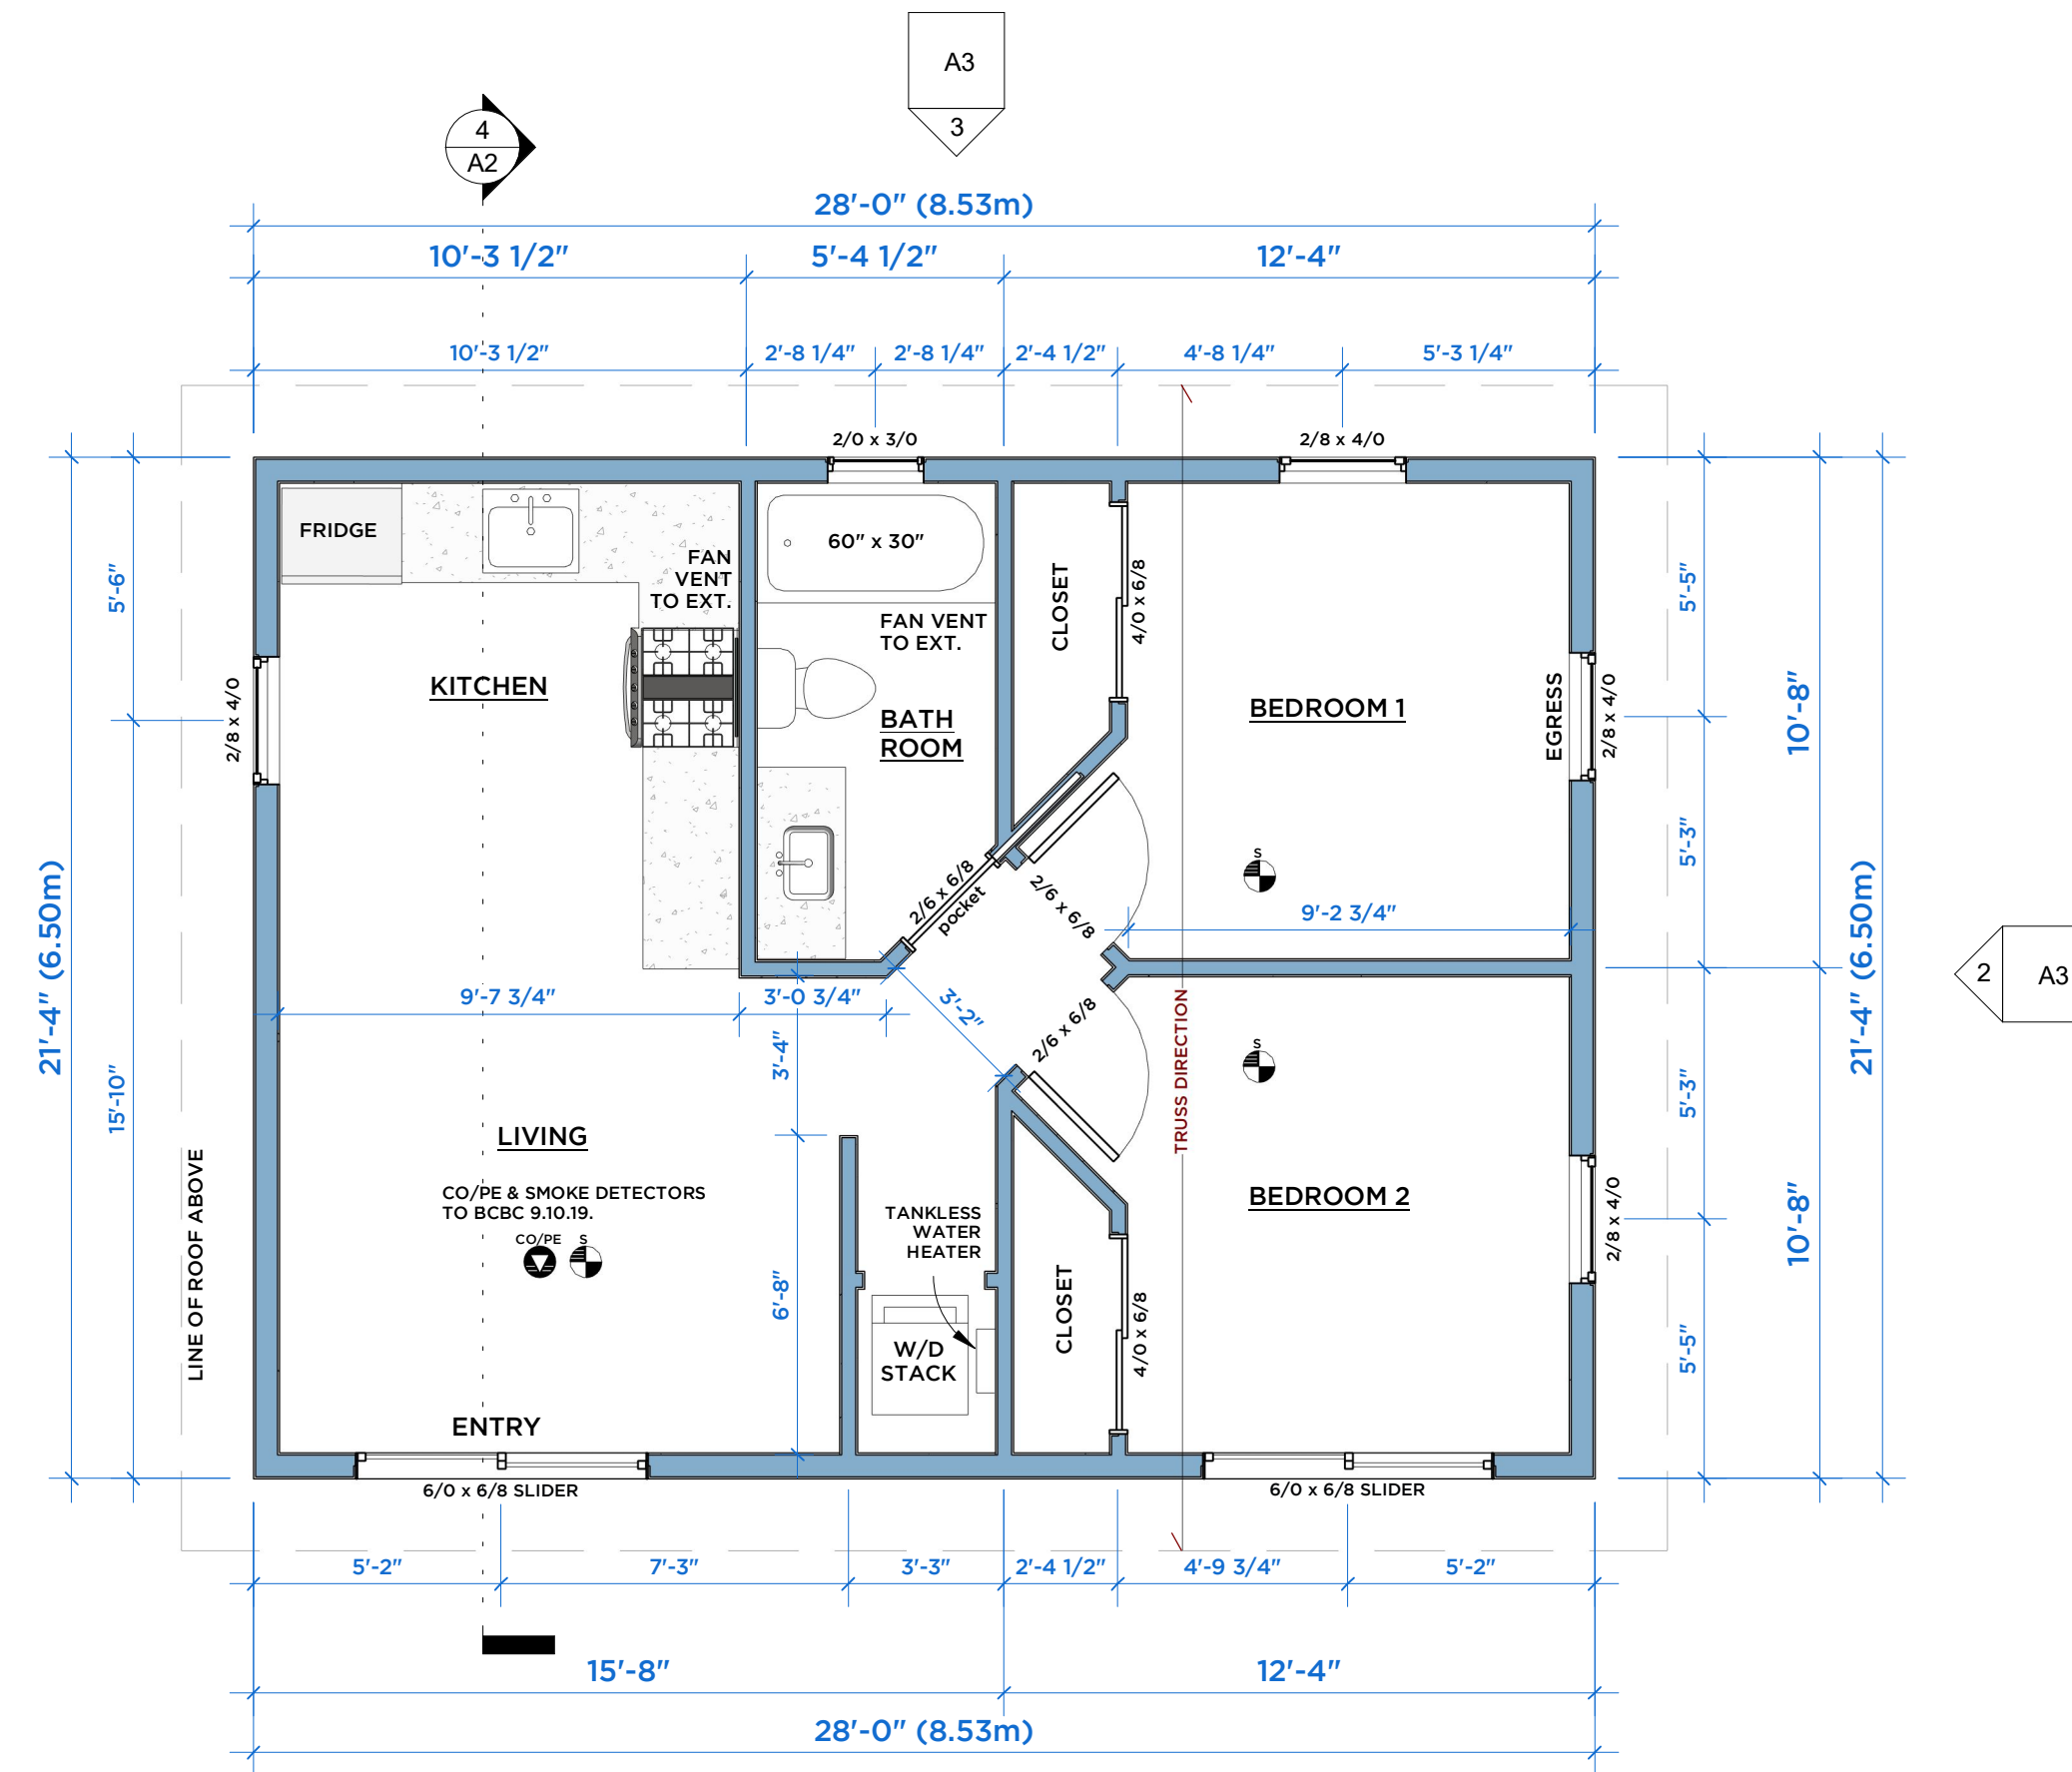 A3
3
4
A2
28'-0" (8.53m)
10'-3 1/2"
5'-4 1/2"
12'-4"
10'-3 1/2"
2'-8 1/4"
2'-8 1/4"
2'-4 1/2"
4'-8 1/4"
5'-3 1/4"
2/0 x 3/0
2/8 x 4/0
FRIDGE
60" x 30"
FAN
VENT
TO EXT.
FAN VENT
TO EXT.
CLOSET
4/0 x 6/8
5'-6"
5'-5"
KITCHEN
BATH
ROOM
BEDROOM 1
EGRESS
2/8 x 4/0
2/8 x 4/0
10'-8"
2/6 x 6/8
pocket
2/6 x 6/8
S
9'-2 3/4"
5'-3"
21'-4" (6.50m)
21'-4" (6.50m)
2
A3
9'-7 3/4"
3'-0 3/4"
3'-2"
3'-4"
2/6 x 6/8
TRUSS DIRECTION
S
5'-3"
15'-10"
LIVING
CO/PE & SMOKE DETECTORS
TO BCBC 9.10.19.
CO/PE
S
LINE OF ROOF ABOVE
TANKLESS
WATER
HEATER
BEDROOM 2
2/8 x 4/0
10'-8"
6'-8"
W/D
STACK
CLOSET
4/0 x 6/8
5'-5"
ENTRY
6/0 x 6/8 SLIDER
6/0 x 6/8 SLIDER
5'-2"
7'-3"
3'-3"
2'-4 1/2"
4'-9 3/4"
5'-2"
15'-8"
12'-4"
28'-0" (8.53m)